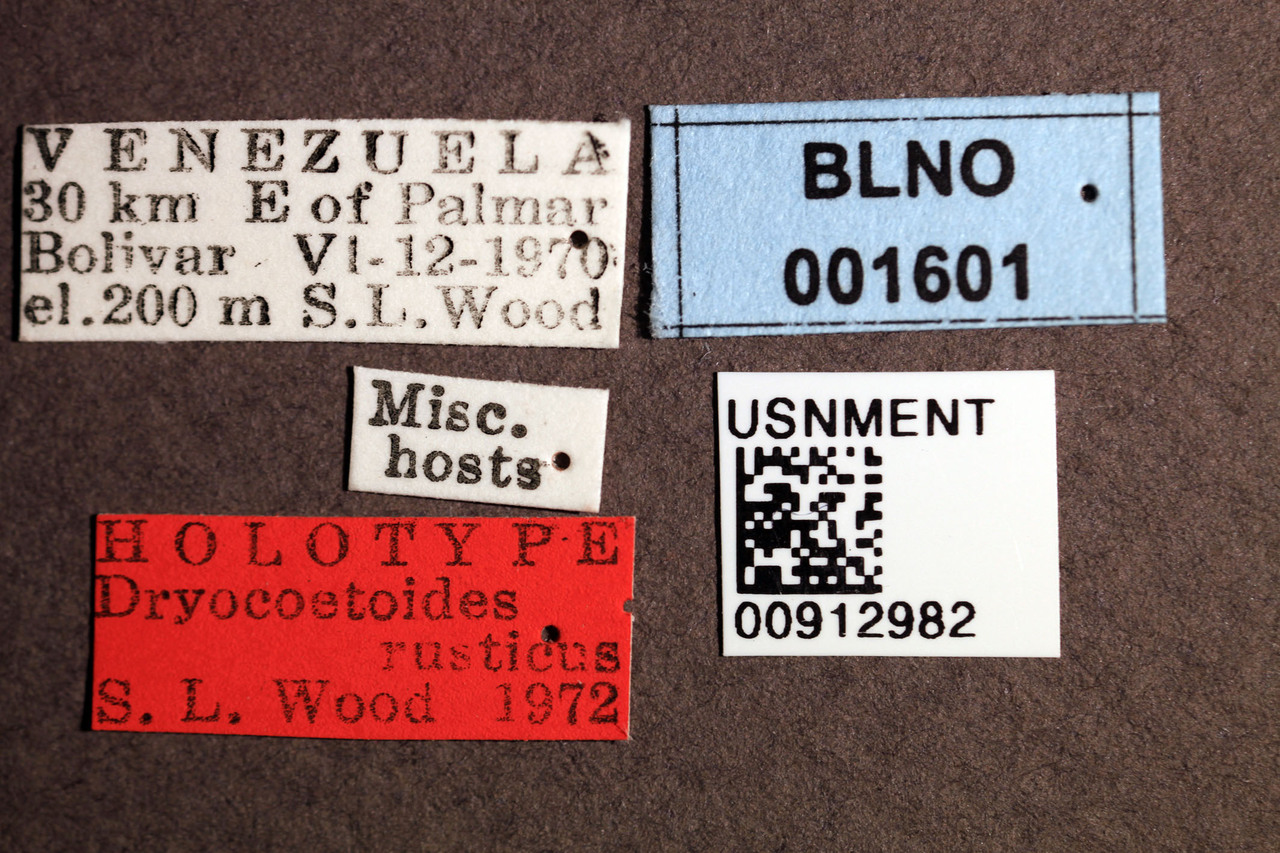 VENEZUELA
30 km E of Palmar
Bolivar VI-12-1970
el.200 m S.L.Wood
BLNO
001601
Misc.
hosts
USNMENT
00912982
HOLOTYPE
Dryocoetoides
rusticus
S. L. Wood 1972